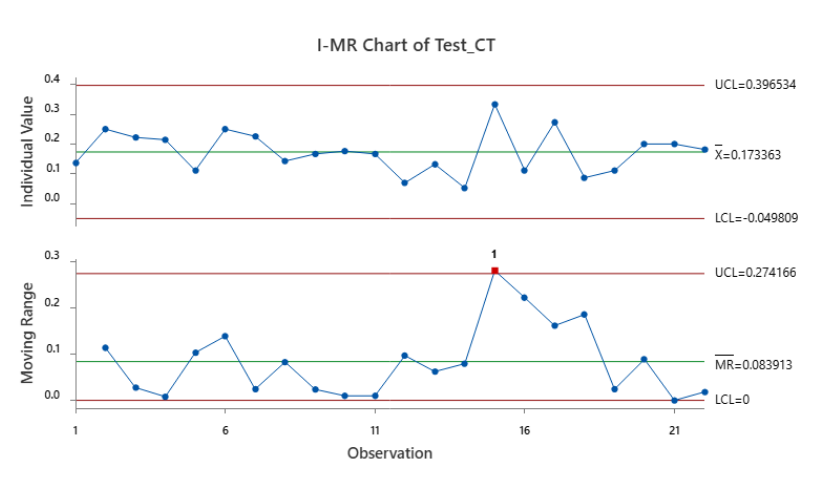 I-MR Chart of Test_CT
Individual Value
0.4
0.3
0.2
0.1
0.0
UCL=0.396534
X̅=0.173363
LCL=-0.049809
Moving Range
0.3
0.2
0.1
0.0
1
UCL=0.274166
M̅R̅=0.083913
LCL=0
1 6 11 16 21
Observation